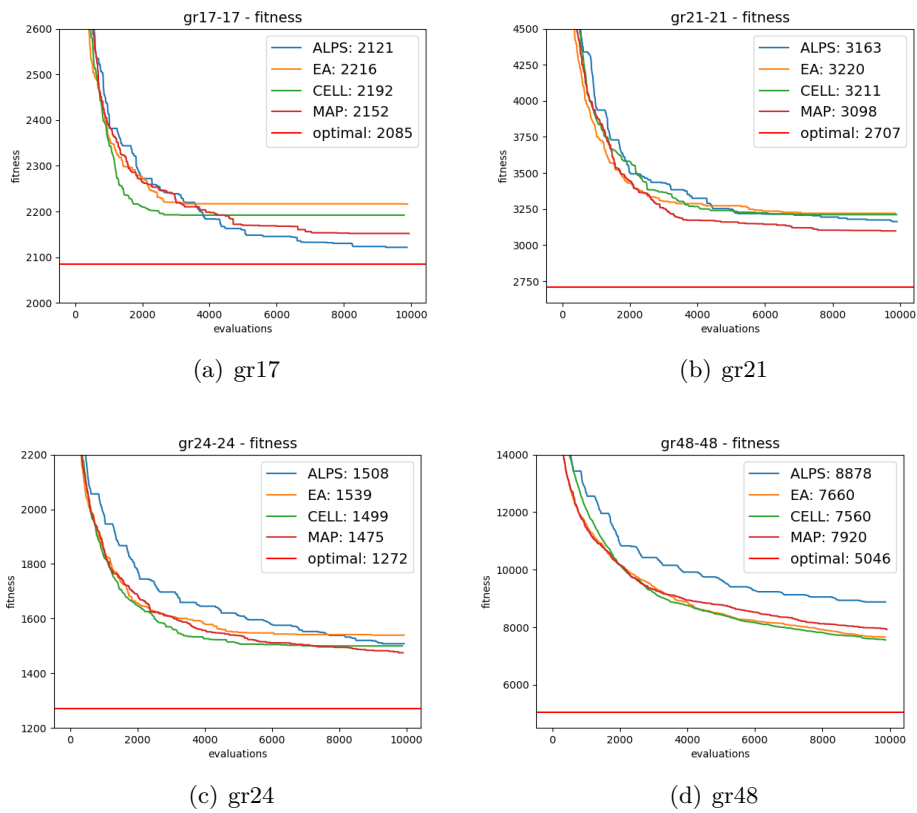 gr17-17 - fitness
2600
2500
2400
2300
2200
2100
2000
fitness
0 2000 4000 6000 8000 10000
evaluations
ALPS: 2121
EA: 2216
CELL: 2192
MAP: 2152
optimal: 2085
(a) gr17
gr21-21 - fitness
4500
4250
4000
3750
3500
3250
3000
2750
fitness
0 2000 4000 6000 8000 10000
evaluations
ALPS: 3163
EA: 3220
CELL: 3211
MAP: 3098
optimal: 2707
(b) gr21
gr24-24 - fitness
2200
2000
1800
1600
1400
1200
fitness
0 2000 4000 6000 8000 10000
evaluations
ALPS: 1508
EA: 1539
CELL: 1499
MAP: 1475
optimal: 1272
(c) gr24
gr48-48 - fitness
14000
12000
10000
8000
6000
fitness
0 2000 4000 6000 8000 10000
evaluations
ALPS: 8878
EA: 7660
CELL: 7560
MAP: 7920
optimal: 5046
(d) gr48